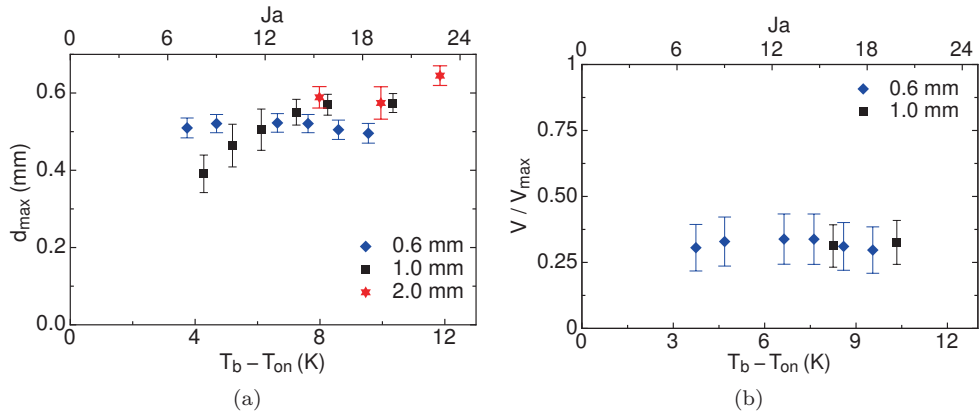 Ja
0 6 12 18 24
d_max (mm)
0.6
0.4
0.2
0.0
0.6 mm
1.0 mm
2.0 mm
4 8 12
T_b – T_on (K)
(a)
Ja
0 6 12 18 24
V / V_max
1
0.75
0.50
0.25
0
0.6 mm
1.0 mm
0 3 6 9 12
T_b – T_on (K)
(b)